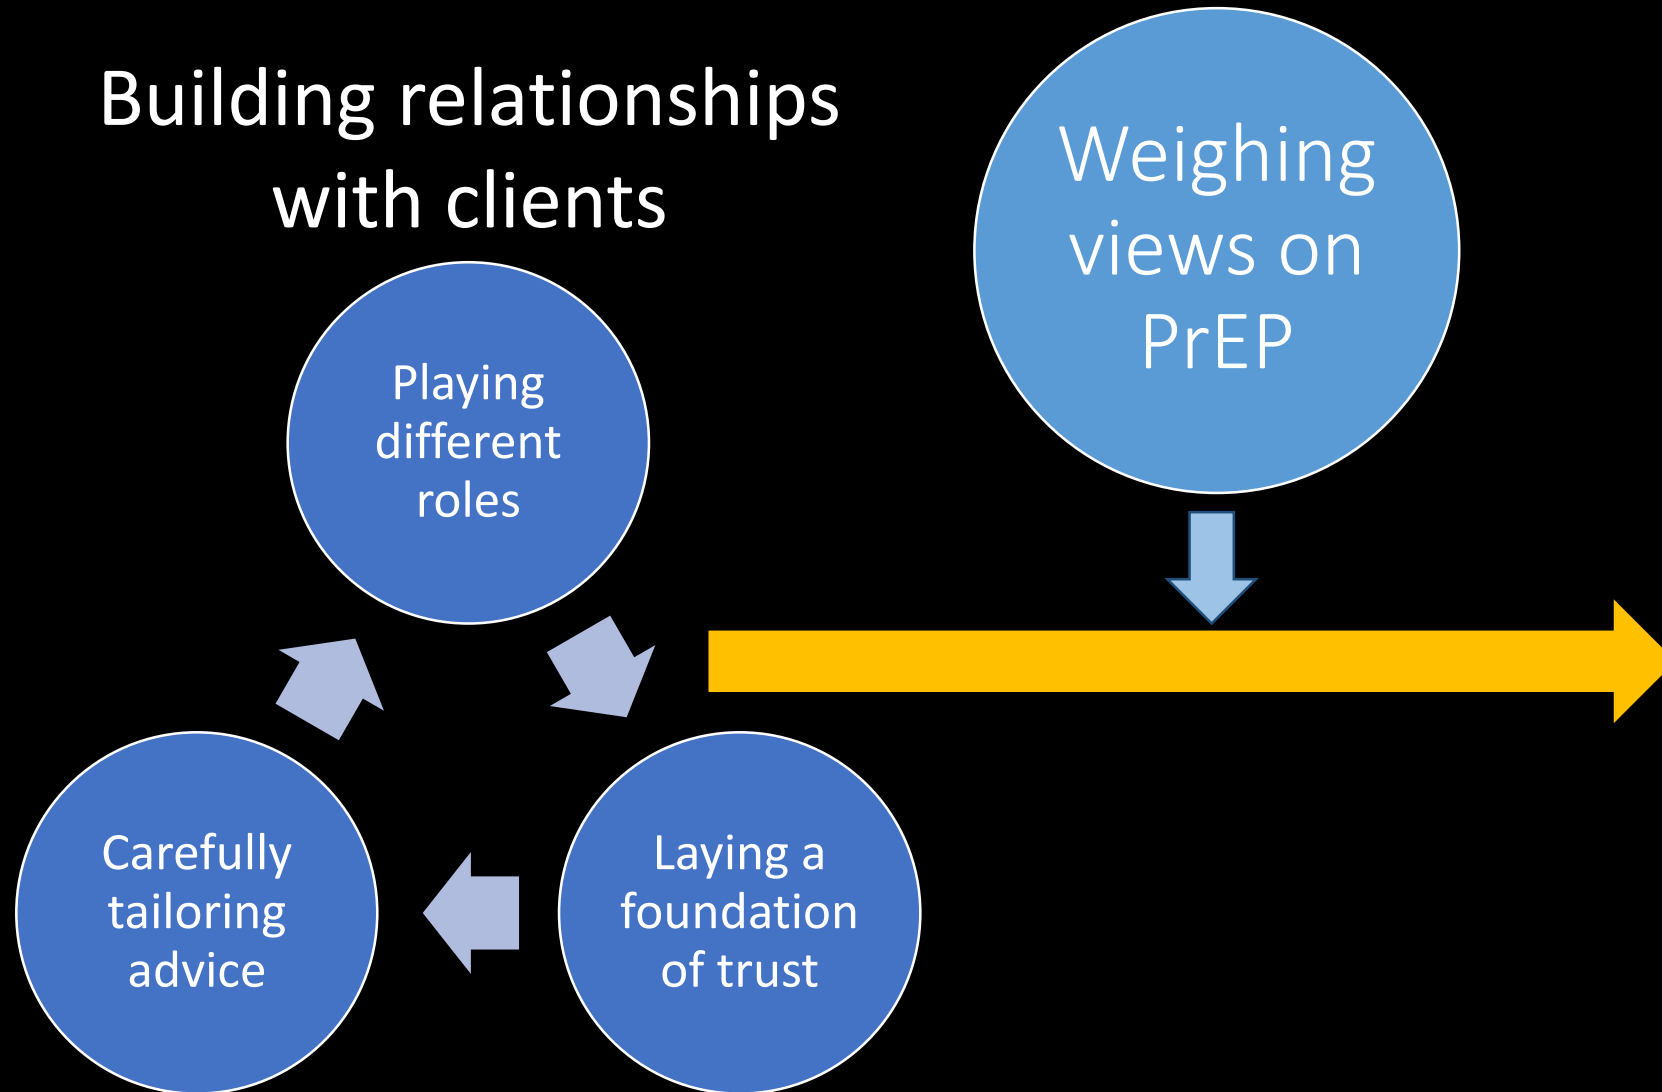 Building relationships
with clients
Weighing
views on
PrEP
Playing
different
roles
Carefully
tailoring
advice
Laying a
foundation
of trust